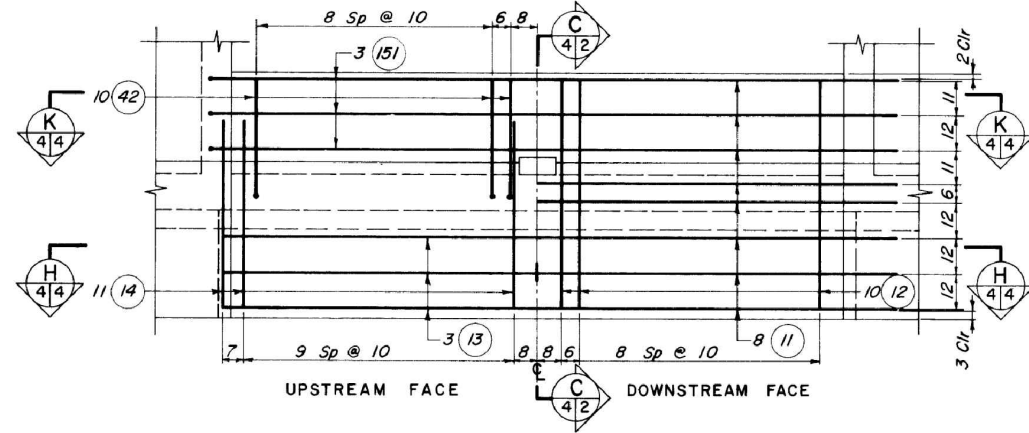 8 Sp @ 10
6
8
C
4 2
3 151
2 Clr
10 42
11
K
4 4
K
4 4
12
11
6
12
12
12
H
4 4
H
4 4
11 14
10 12
3 13
8 11
7
9 Sp @ 10
8
8
6
8 Sp @ 10
3 Clr
℄
UPSTREAM FACE
C
4 2
DOWNSTREAM FACE